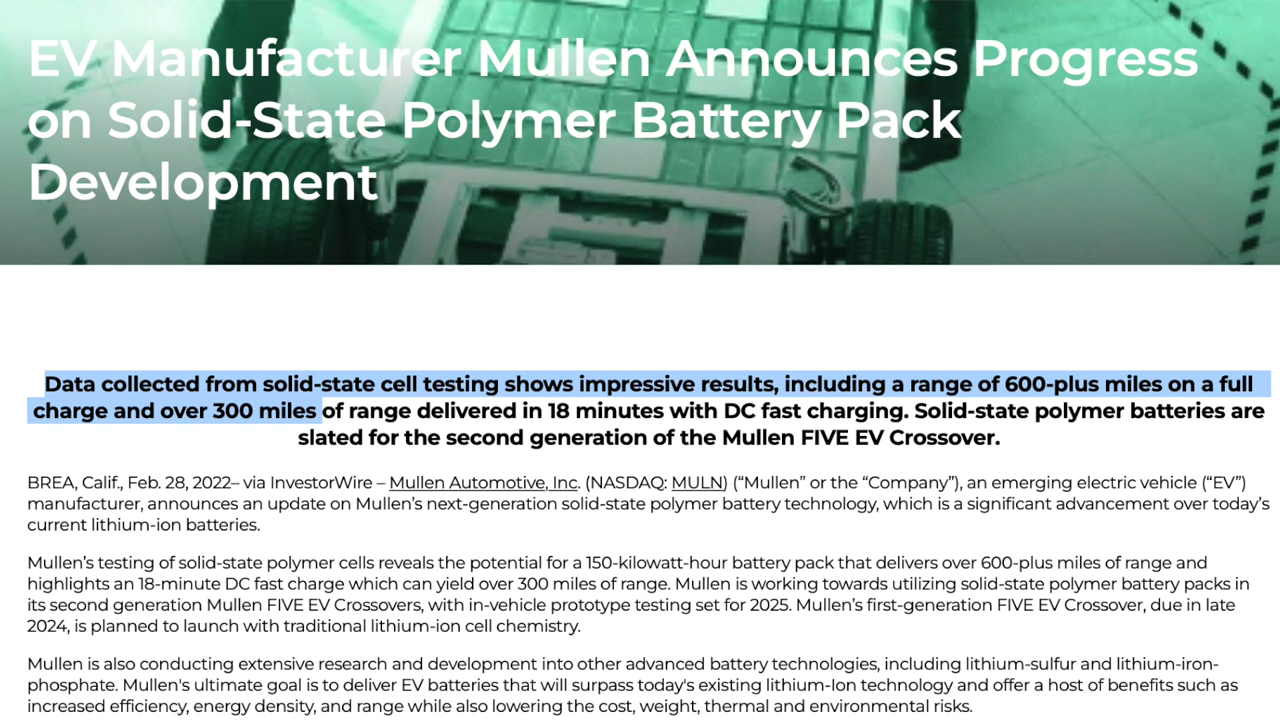 EV Manufacturer Mullen Announces Progress
on Solid-State Polymer Battery Pack
Development
Data collected from solid-state cell testing shows impressive results, including a range of 600-plus miles on a full
charge and over 300 miles of range delivered in 18 minutes with DC fast charging. Solid-state polymer batteries are
slated for the second generation of the Mullen FIVE EV Crossover.
BREA, Calif., Feb. 28, 2022– via InvestorWire – Mullen Automotive, Inc. (NASDAQ: MULN) (“Mullen” or the “Company”), an emerging electric vehicle (“EV”)
manufacturer, announces an update on Mullen’s next-generation solid-state polymer battery technology, which is a significant advancement over today’s
current lithium-ion batteries.
Mullen’s testing of solid-state polymer cells reveals the potential for a 150-kilowatt-hour battery pack that delivers over 600-plus miles of range and
highlights an 18-minute DC fast charge which can yield over 300 miles of range. Mullen is working towards utilizing solid-state polymer battery packs in
its second generation Mullen FIVE EV Crossovers, with in-vehicle prototype testing set for 2025. Mullen’s first-generation FIVE EV Crossover, due in late
2024, is planned to launch with traditional lithium-ion cell chemistry.
Mullen is also conducting extensive research and development into other advanced battery technologies, including lithium-sulfur and lithium-iron-
phosphate. Mullen's ultimate goal is to deliver EV batteries that will surpass today's existing lithium-Ion technology and offer a host of benefits such as
increased efficiency, energy density, and range while also lowering the cost, weight, thermal and environmental risks.